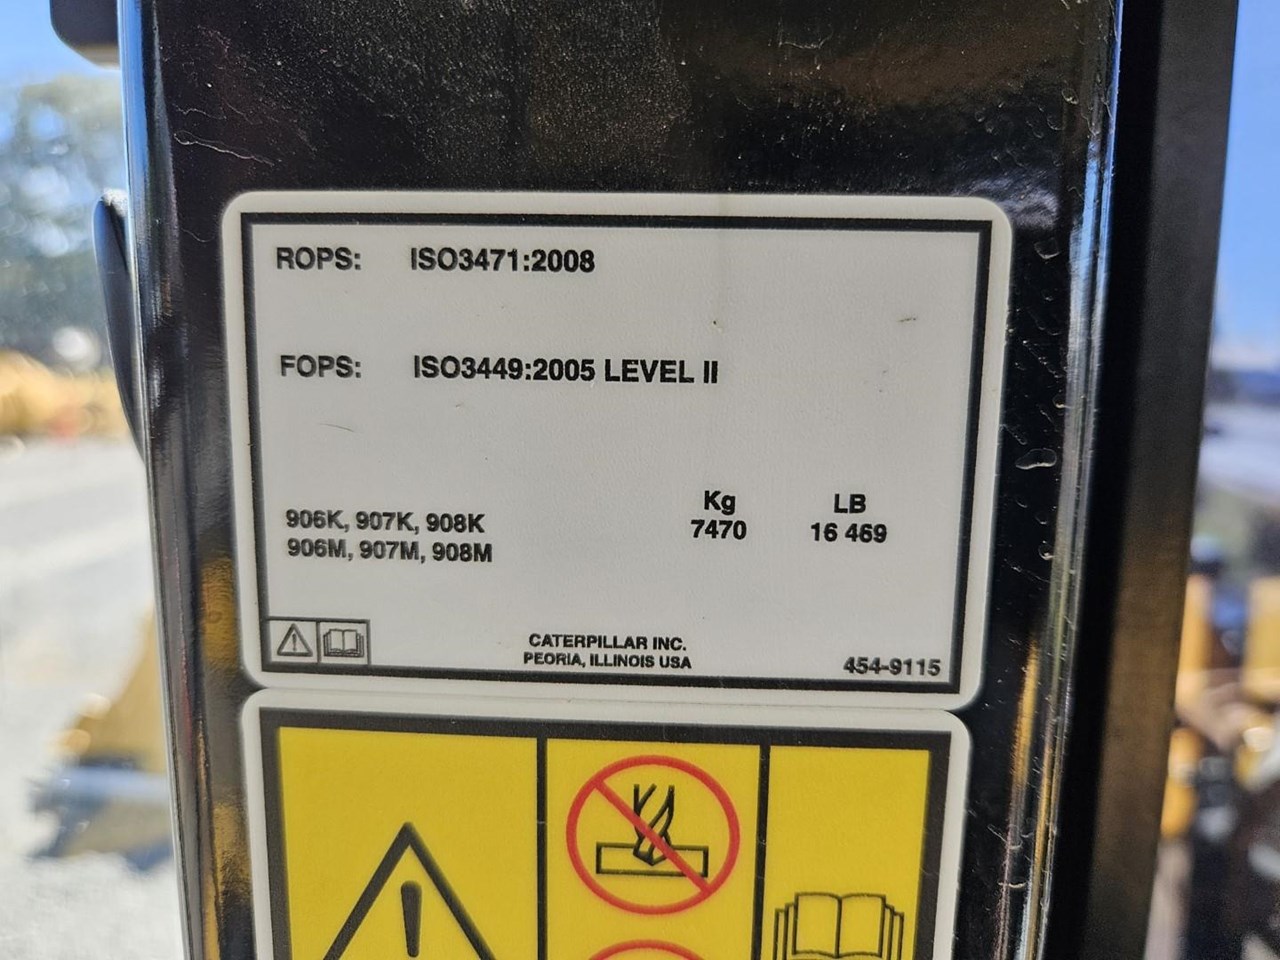 ROPS: ISO3471:2008
FOPS: ISO3449:2005 LEVEL II
Kg LB
906K, 907K, 908K 7470 16 469
906M, 907M, 908M
CATERPILLAR INC.
PEORIA, ILLINOIS USA
454-9115